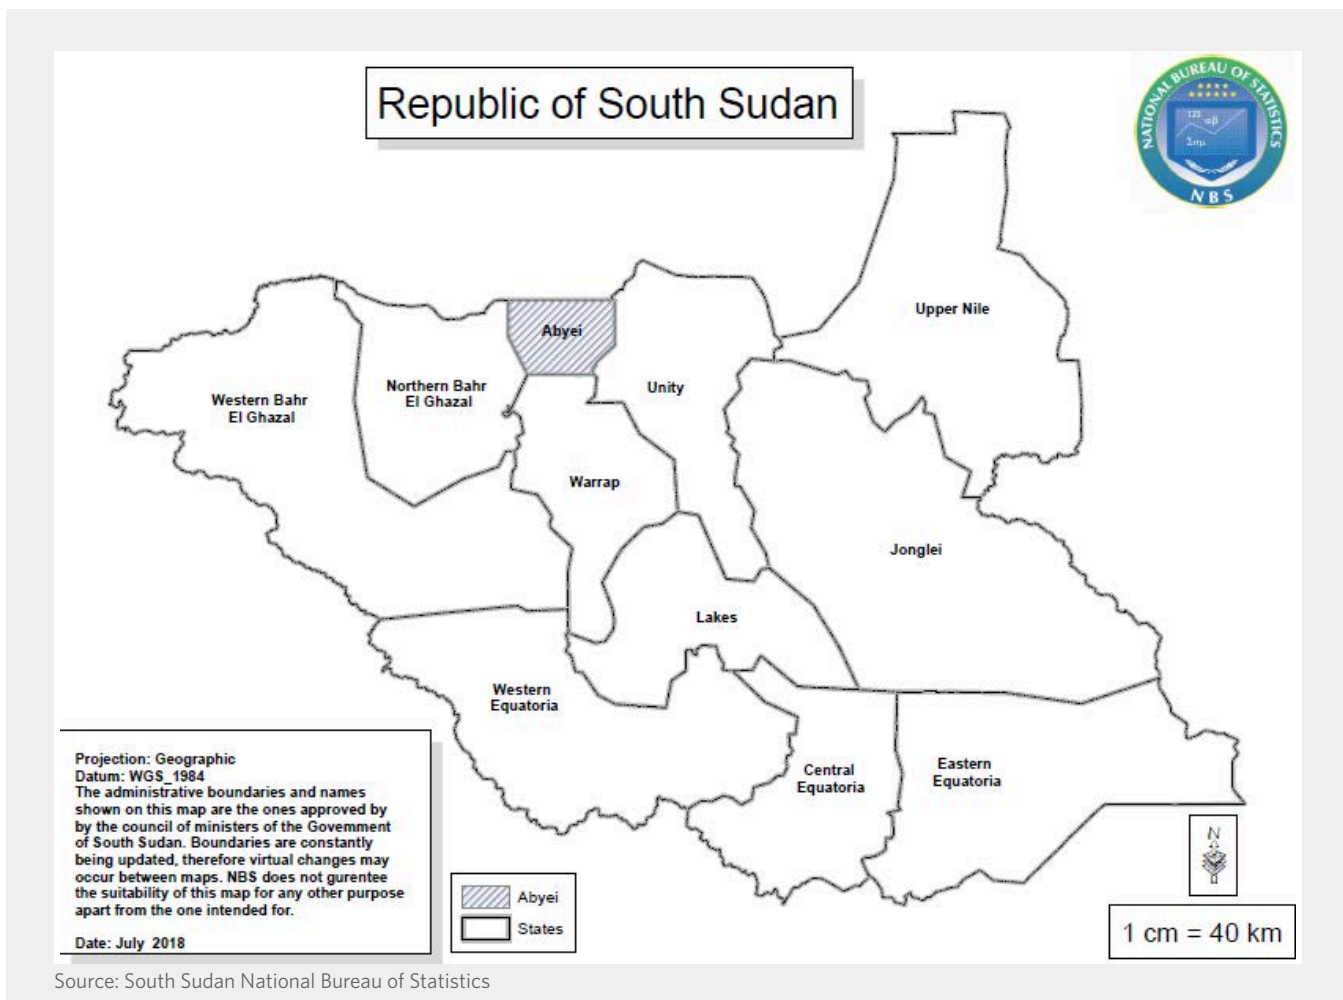 Republic of South Sudan
NATIONAL BUREAU OF STATISTICS
123
αβ
Σπμ
NBS
Upper Nile
Abyei
Unity
Northern Bahr
El Ghazal
Western Bahr
El Ghazal
Warrap
Jonglei
Lakes
Western
Equatoria
Central
Equatoria
Eastern
Equatoria
Projection: Geographic
Datum: WGS_1984
The administrative boundaries and names
shown on this map are the ones approved by
by the council of ministers of the Government
of South Sudan. Boundaries are constantly
being updated, therefore virtual changes may
occur between maps. NBS does not gurentee
the suitability of this map for any other purpose
apart from the one intended for.
Date: July 2018
Abyei
States
N
1 cm = 40 km
Source: South Sudan National Bureau of Statistics